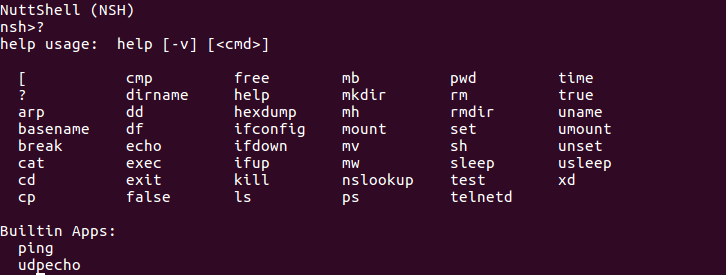 NuttShell (NSH)
nsh>?
help usage:  help [-v] [<cmd>]

  [           cmp         free        mb          pwd         time
  ?           dirname     help        mkdir       rm          true
  arp         dd          hexdump     mh          rmdir       uname
  basename    df          ifconfig    mount       set         umount
  break       echo        ifdown      mv          sh          unset
  cat         exec        ifup        mw          sleep       usleep
  cd          exit        kill        nslookup    test        xd
  cp          false       ls          ps          telnetd

Builtin Apps:
  ping
  udpecho